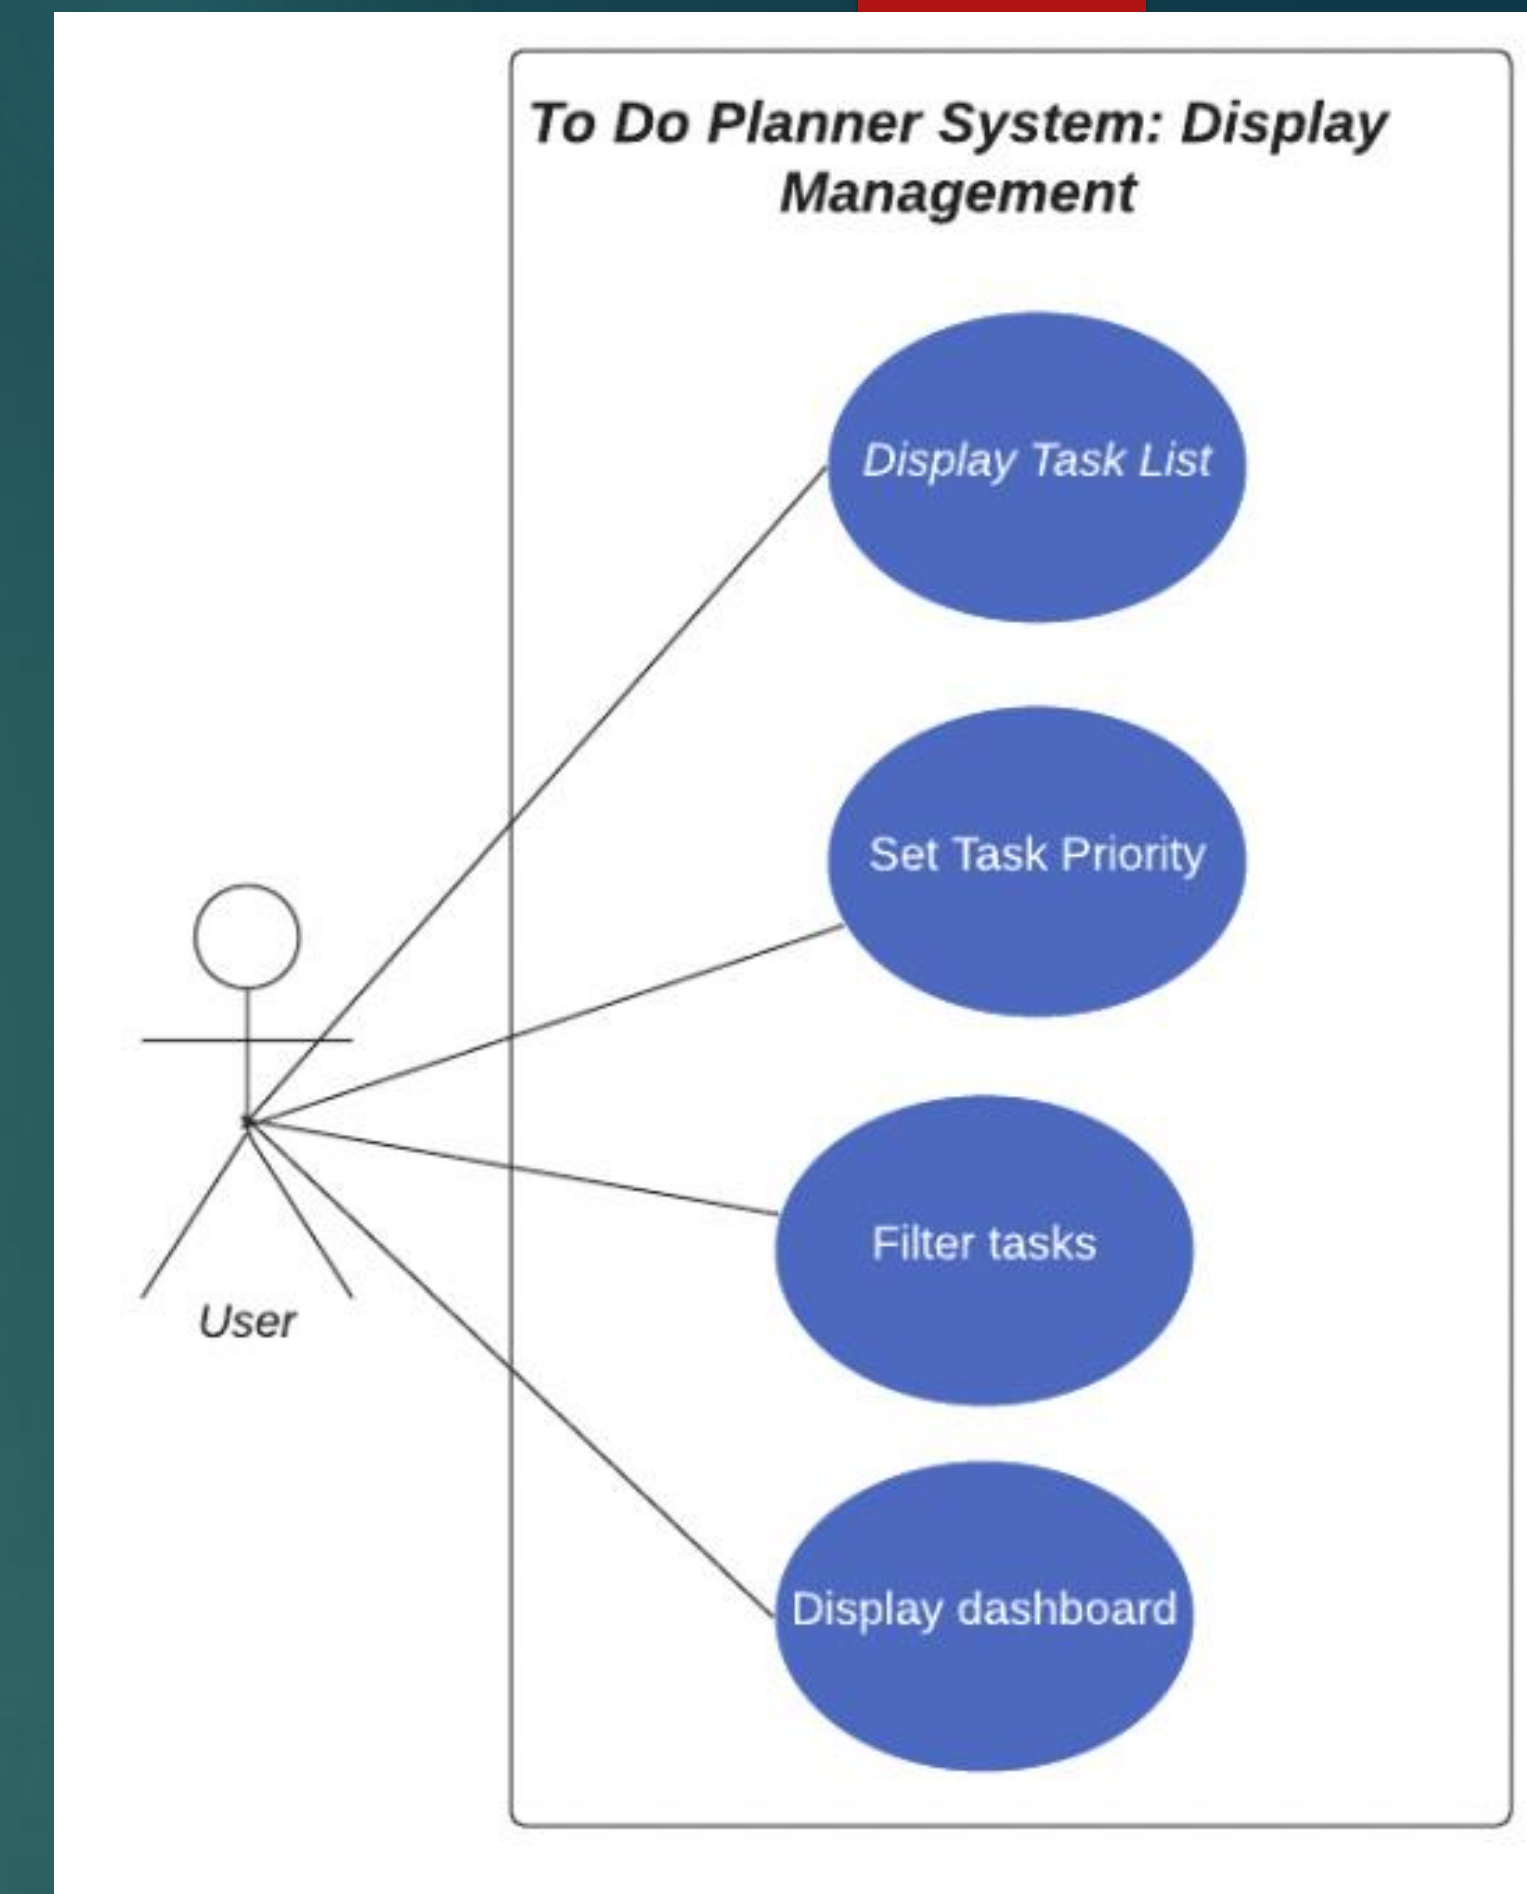 To Do Planner System: Display
Management
Display Task List
Set Task Priority
Filter tasks
User
Display dashboard